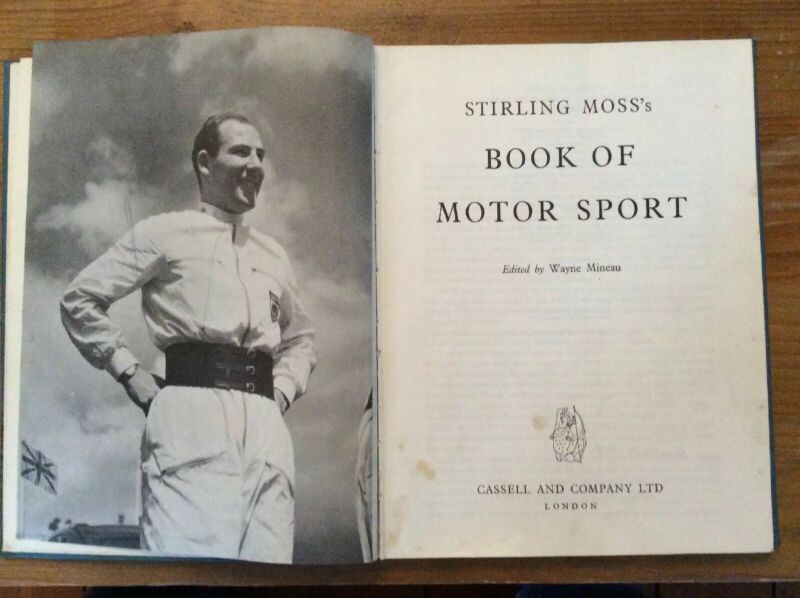 STIRLING MOSS's
BOOK OF
MOTOR SPORT
Edited by Wayne Mineau
CASSELL AND COMPANY LTD
LONDON